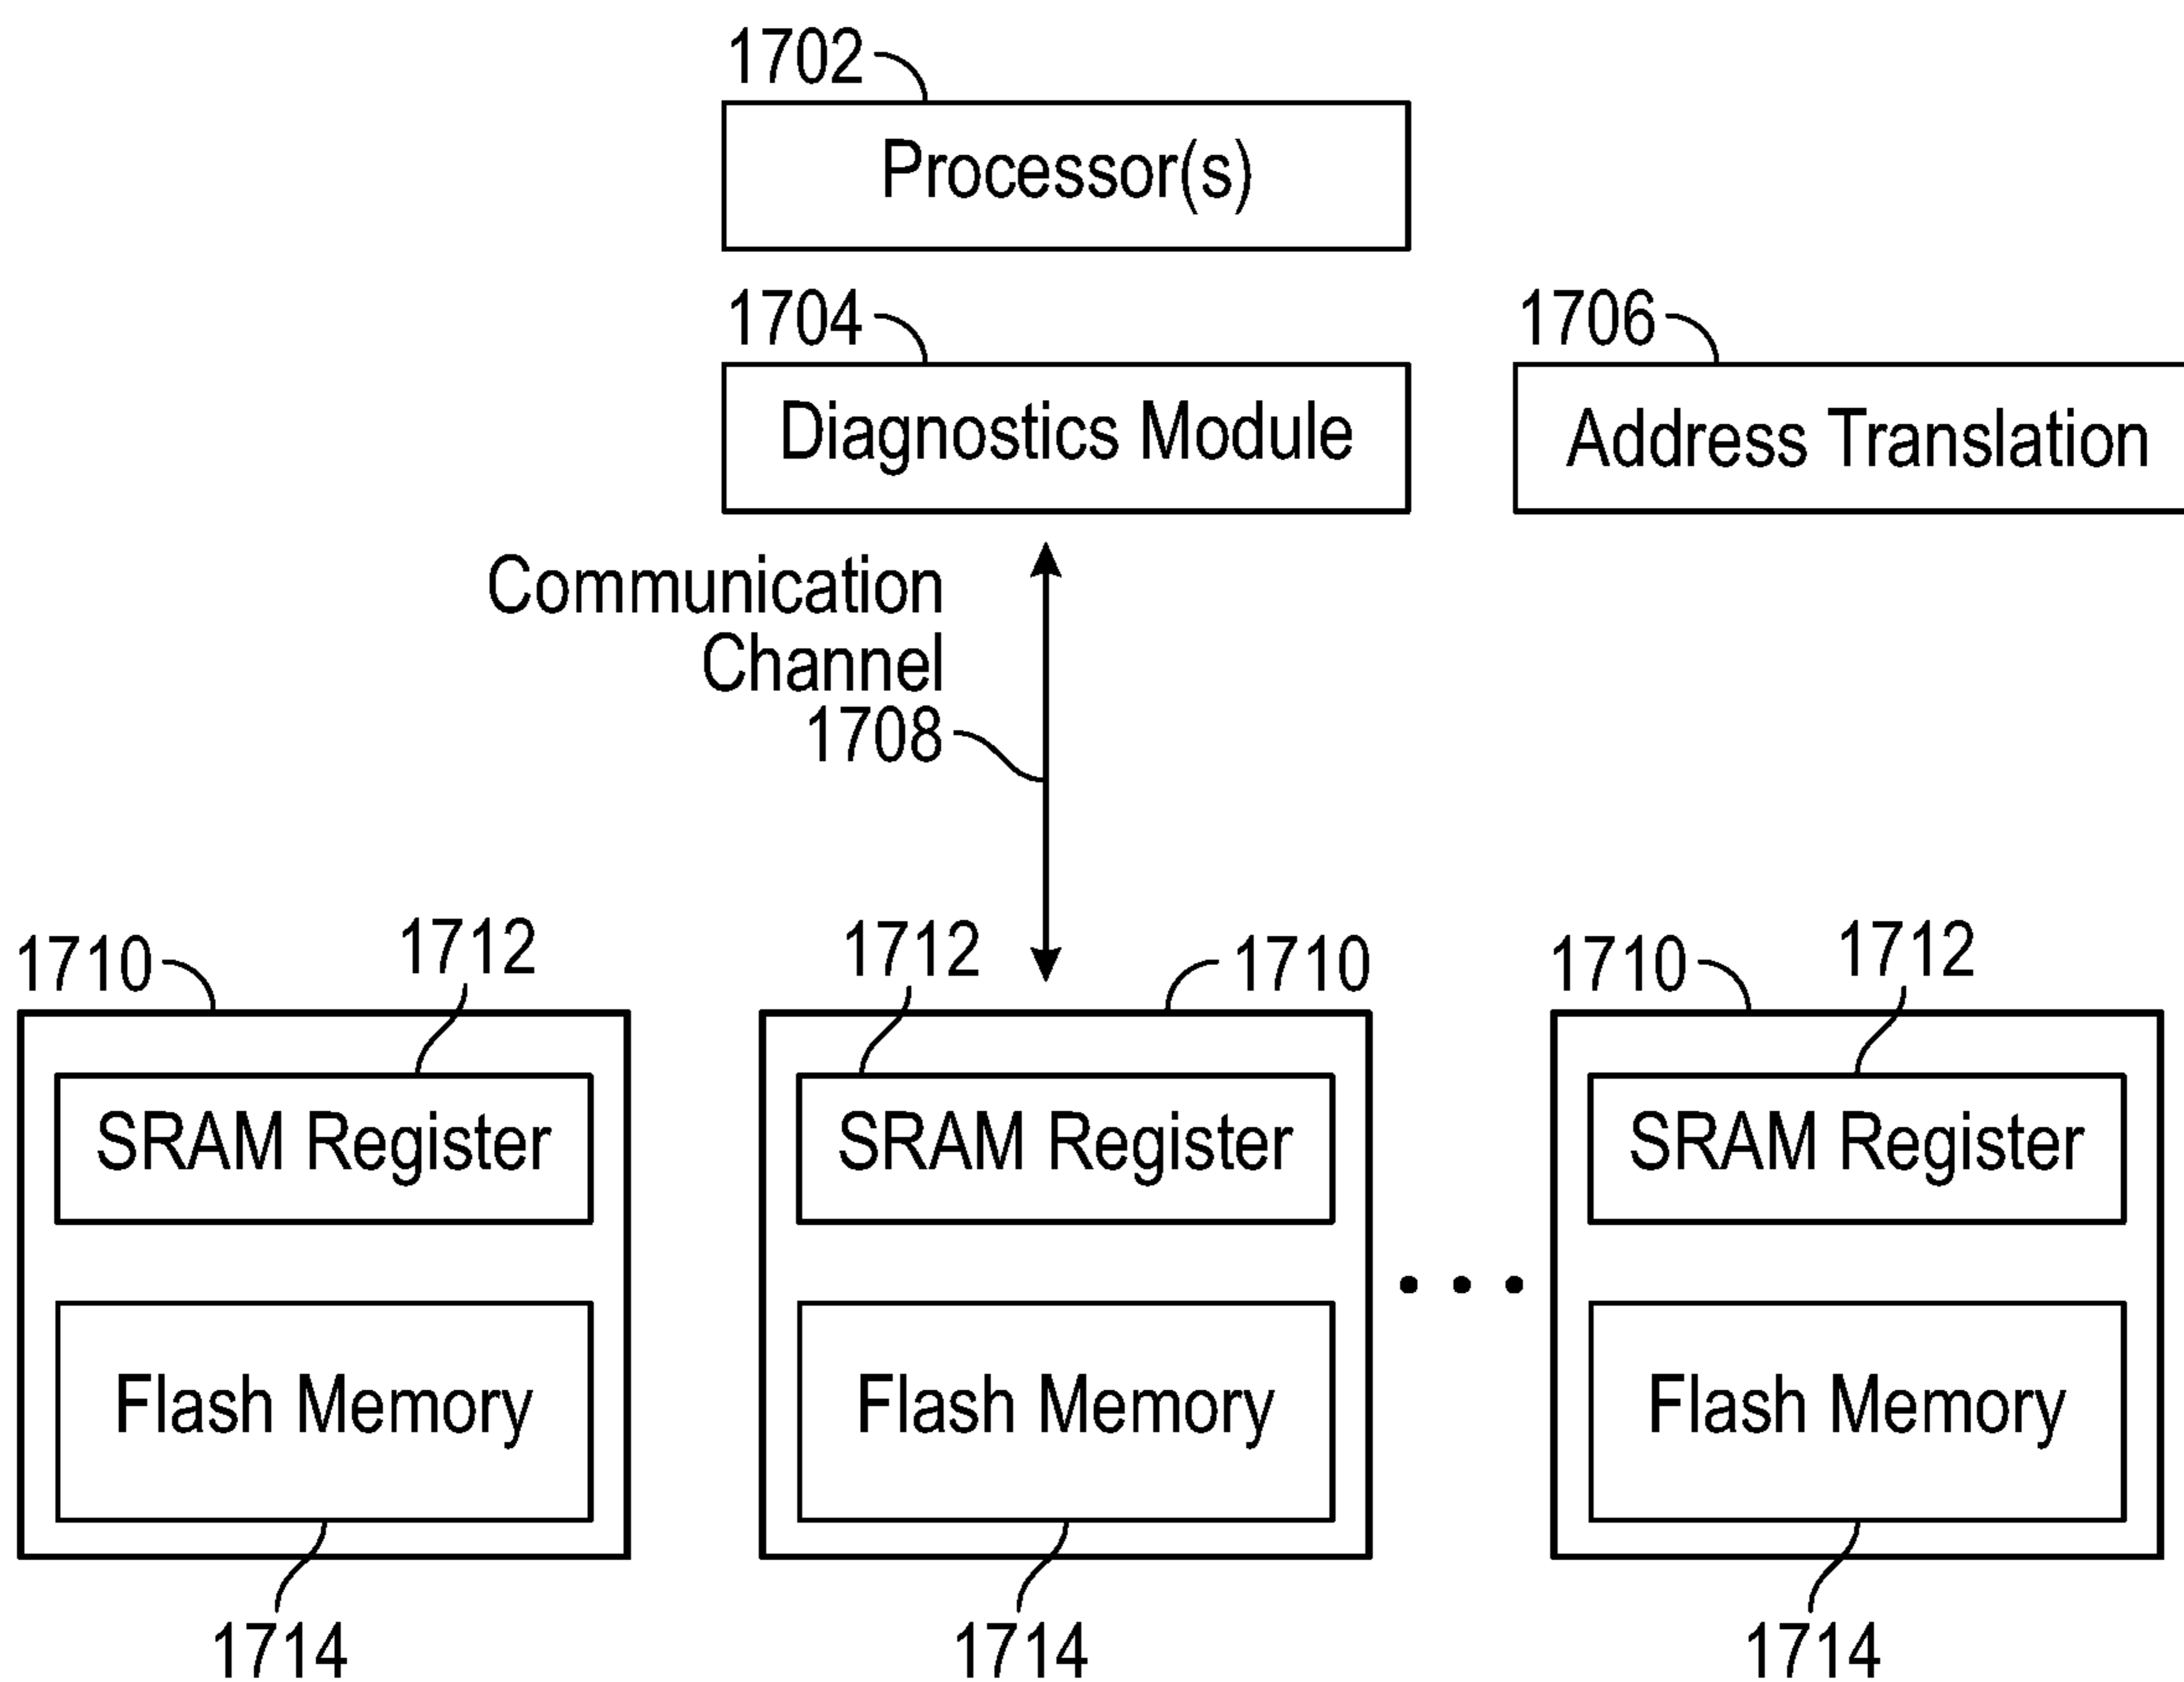 1702
Processor(s)
1704
1706
Diagnostics Module
Address Translation
Communication
Channel
1708
1710
1712
1712
1710
1710
1712
SRAM Register
SRAM Register
SRAM Register
Flash Memory
Flash Memory
Flash Memory
1714
1714
1714